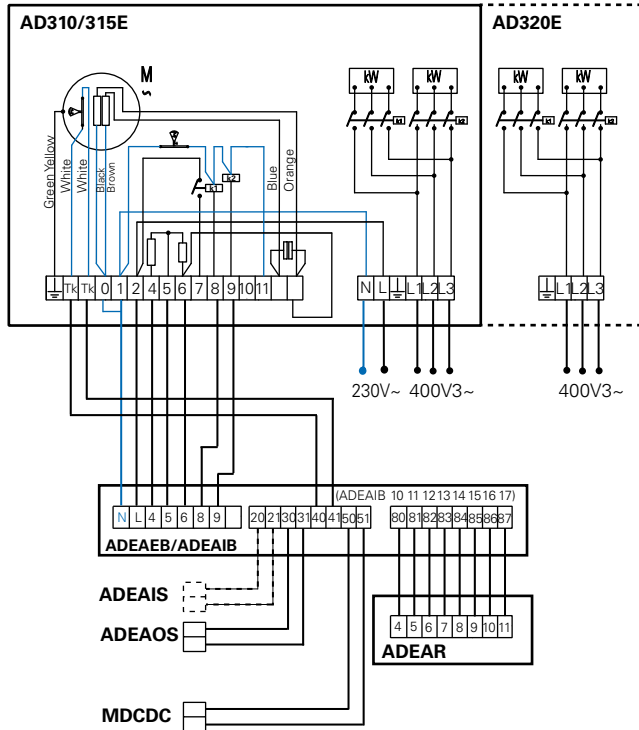 AD310/315E
AD320E
M
~
kW kW kW kW
k1 k2 k1 k2
Green Yellow
White
White
Black
Brown
k1
k2
Blue
Orange
Tk Tk 0 1 2 4 5 6 7 8 9 10 11
N L L1 L2 L3
L1 L2 L3
230V~ 400V3~ 400V3~
(ADEAIB 10 11 12 13 14 15 16 17)
N L 4 5 6 8 9
20 21 30 31 40 41 50 51
80 81 82 83 84 85 86 87
ADEAEB/ADEAIB
ADEAIS
ADEAOS
4 5 6 7 8 9 10 11
ADEAR
MDCDC